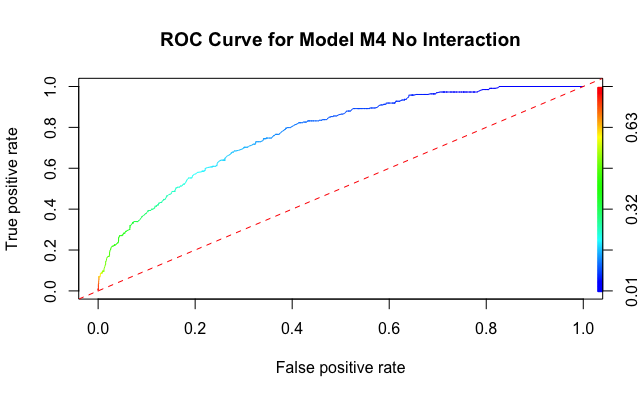 ROC Curve for Model M4 No Interaction
True positive rate
1.0
0.8
0.6
0.4
0.2
0.0
0.63
0.32
0.01
0.0 0.2 0.4 0.6 0.8 1.0
False positive rate